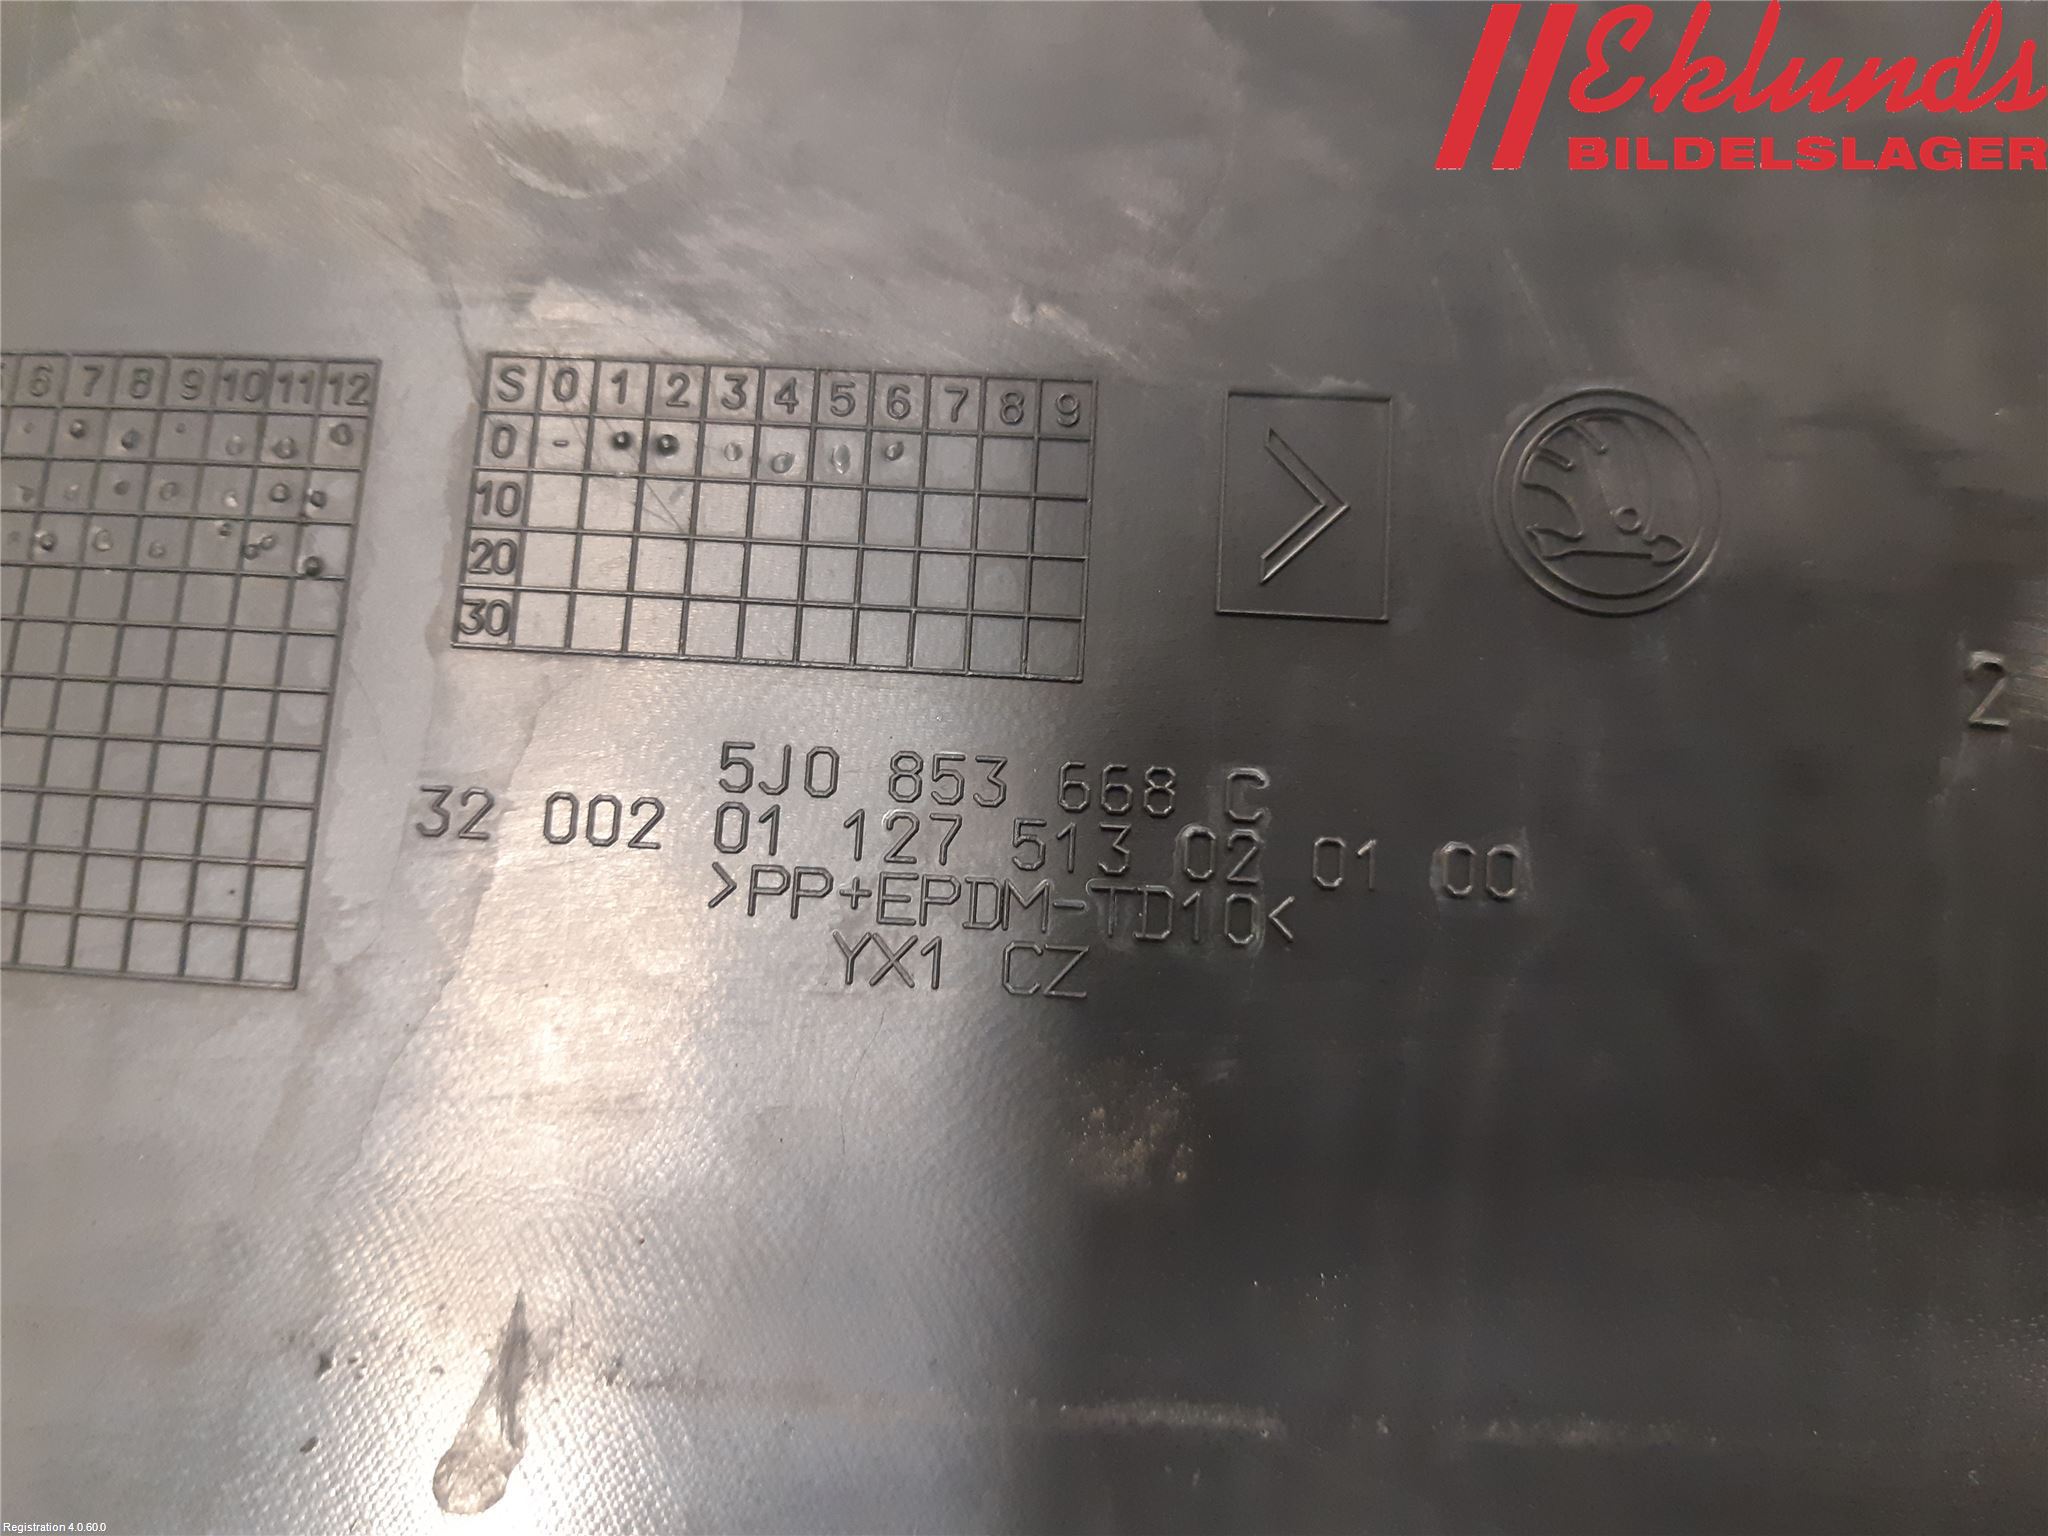 Eklunds
BILDELSLAGER
6 7 8 9 10 11 12
S 0 1 2 3 4 5 6 7 8 9
0 -
10
20
30
2
5J0 853 668 C
32 002 01 127 513 02 01 00
>PP+EPDM-TD10<
YX1 CZ
Registration 4.0.60.0